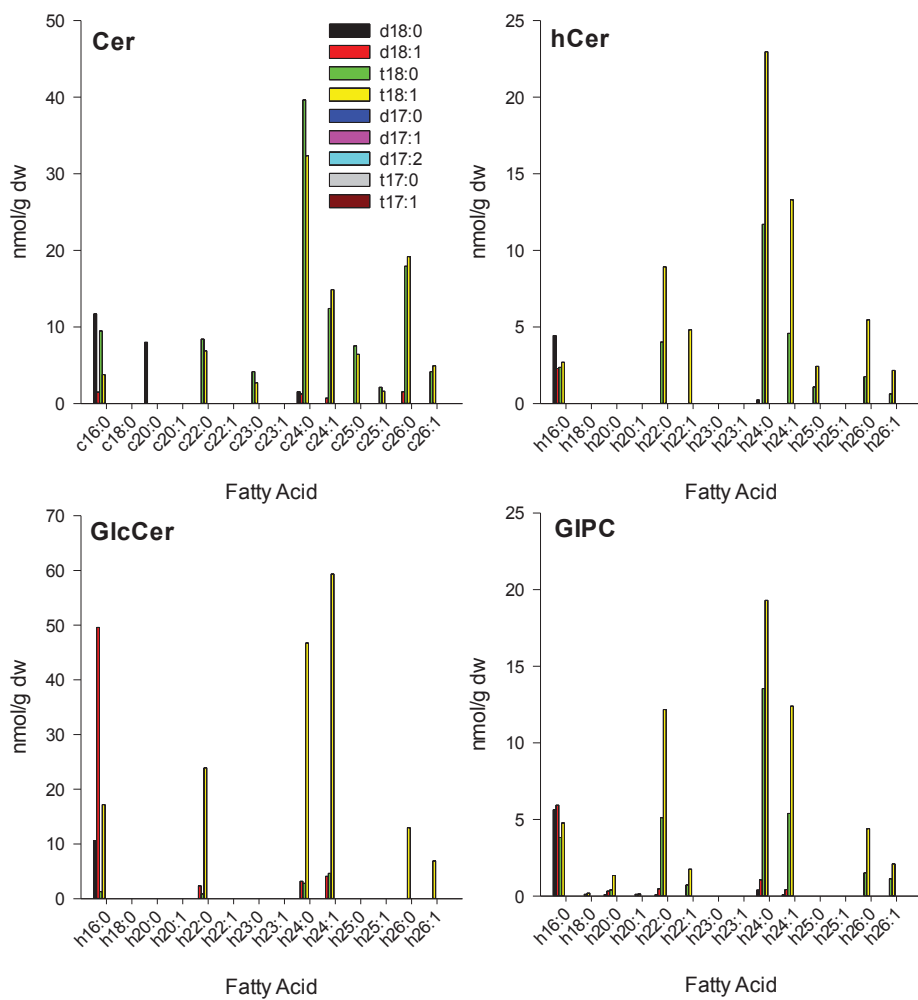 Cer
50
40
30
20
10
0
nmol/g dw
d18:0
d18:1
t18:0
t18:1
d17:0
d17:1
d17:2
t17:0
t17:1
c16:0
c18:0
c20:0
c20:1
c22:0
c22:1
c23:0
c23:1
c24:0
c24:1
c25:0
c25:1
c26:0
c26:1
Fatty Acid
hCer
25
20
15
10
5
0
nmol/g dw
h16:0
h18:0
h20:0
h20:1
h22:0
h22:1
h23:0
h23:1
h24:0
h24:1
h25:0
h25:1
h26:0
h26:1
Fatty Acid
GlcCer
70
60
50
40
30
20
10
0
nmol/g dw
h16:0
h18:0
h20:0
h20:1
h22:0
h22:1
h23:0
h23:1
h24:0
h24:1
h25:0
h25:1
h26:0
h26:1
Fatty Acid
GIPC
25
20
15
10
5
0
nmol/g dw
h16:0
h18:0
h20:0
h20:1
h22:0
h22:1
h23:0
h23:1
h24:0
h24:1
h25:0
h25:1
h26:0
h26:1
Fatty Acid